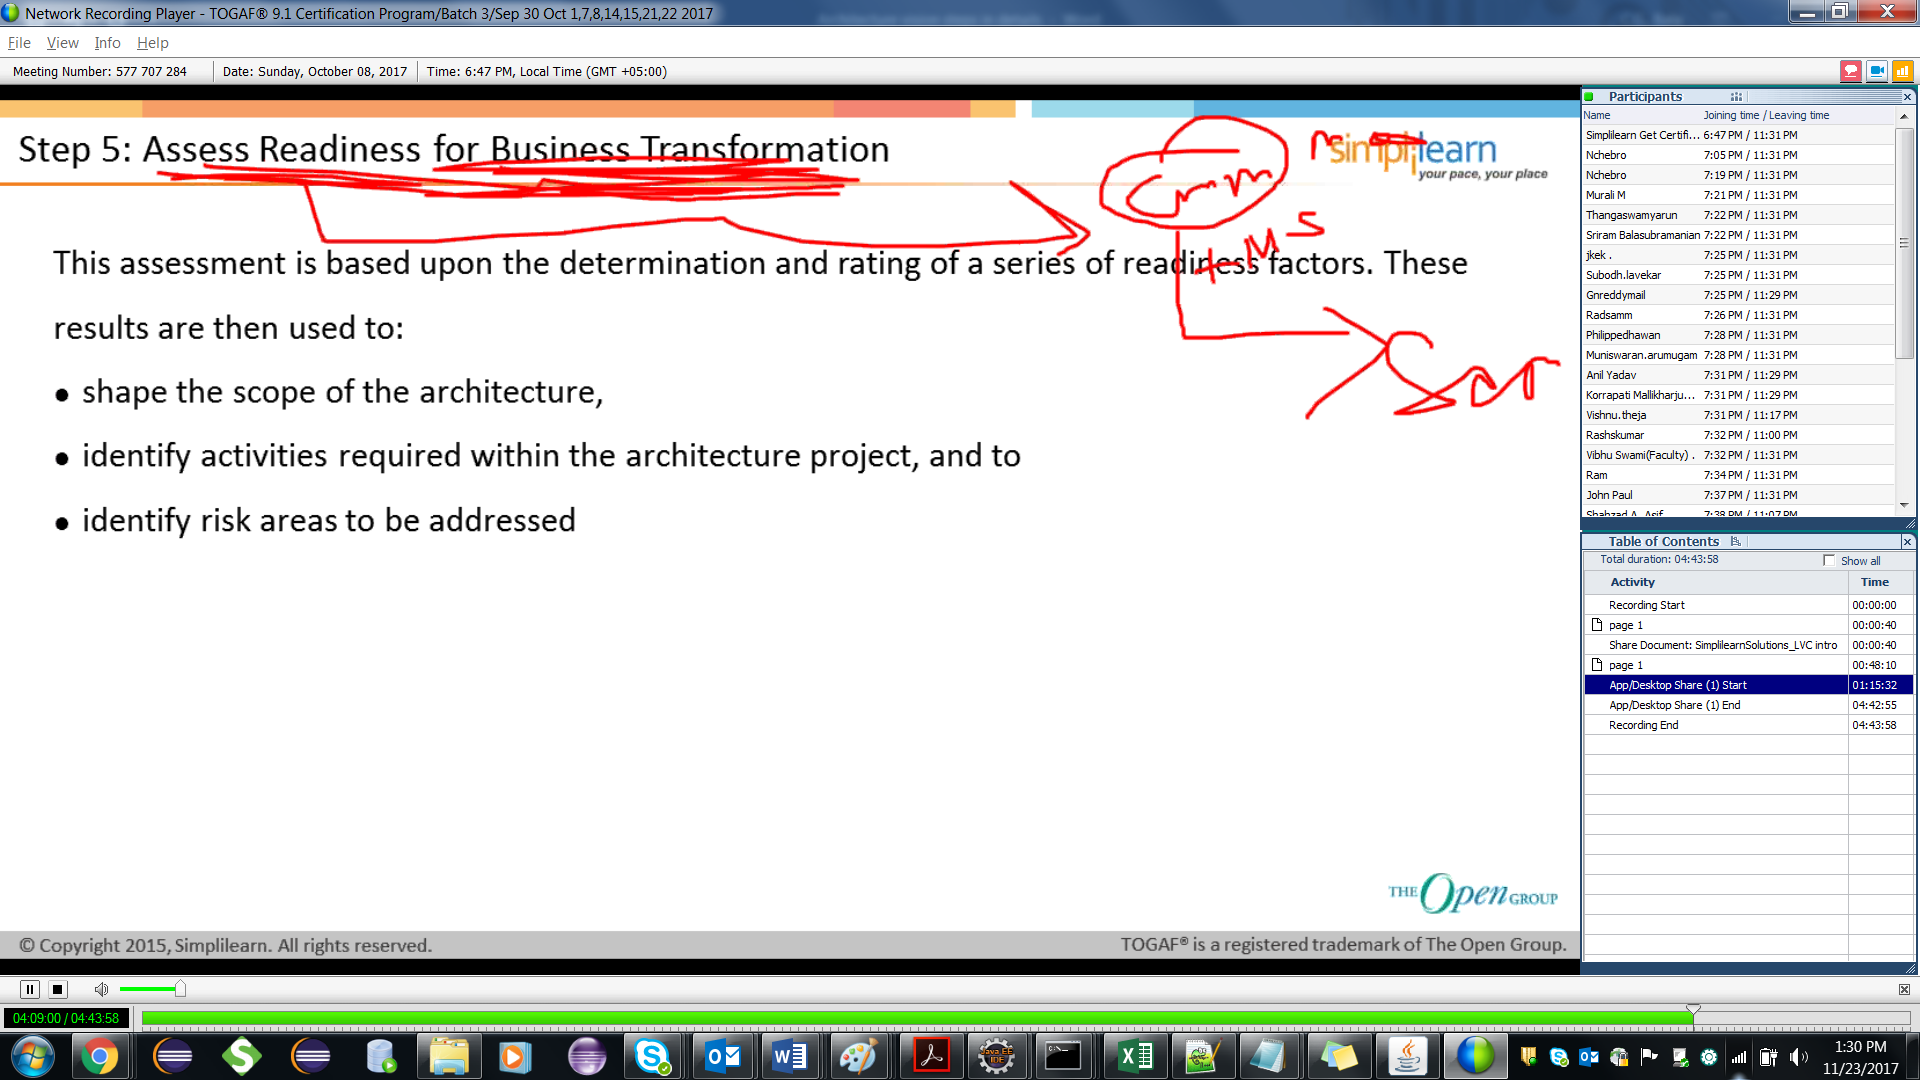 Network Recording Player - TOGAF® 9.1 Certification Program/Batch 3/Sep 30 Oct 1,7,8,14,15,21,22 2017
File View Info Help
Meeting Number: 577 707 284 Date: Sunday, October 08, 2017 Time: 6:47 PM, Local Time (GMT +05:00)
Step 5: Assess Readiness for Business Transformation
simplilearn
your pace, your place
This assessment is based upon the determination and rating of a series of readiness factors. These
results are then used to:
• shape the scope of the architecture,
• identify activities required within the architecture project, and to
• identify risk areas to be addressed
THE Open GROUP
© Copyright 2015, Simplilearn. All rights reserved.
TOGAF® is a registered trademark of The Open Group.
Participants
Name Joining time / Leaving time
Simplilearn Get Certifi... 6:47 PM / 11:31 PM
Nchebro 7:05 PM / 11:31 PM
Nchebro 7:19 PM / 11:31 PM
Murali M 7:21 PM / 11:31 PM
Thangaswamyarun 7:22 PM / 11:31 PM
Sriram Balasubramanian 7:22 PM / 11:31 PM
jkek . 7:25 PM / 11:31 PM
Subodh.lavekar 7:25 PM / 11:31 PM
Gnreddymail 7:25 PM / 11:29 PM
Radsamm 7:26 PM / 11:31 PM
Philippedhawan 7:28 PM / 11:31 PM
Muniswaran.arumugam 7:28 PM / 11:31 PM
Anil Yadav 7:31 PM / 11:29 PM
Korrapati Mallikharju... 7:31 PM / 11:29 PM
Vishnu.theja 7:31 PM / 11:17 PM
Rashskumar 7:32 PM / 11:00 PM
Vibhu Swami(Faculty) . 7:32 PM / 11:31 PM
Ram 7:34 PM / 11:31 PM
John Paul 7:37 PM / 11:31 PM
Shahzad A. Asif 7:38 PM / 11:07 PM
Table of Contents
Total duration: 04:43:58 Show all
Activity Time
Recording Start 00:00:00
page 1 00:00:40
Share Document: SimplilearnSolutions_LVC intro 00:00:40
page 1 00:48:10
App/Desktop Share (1) Start 01:15:32
App/Desktop Share (1) End 04:42:55
Recording End 04:43:58
04:09:00 / 04:43:58
1:30 PM
11/23/2017